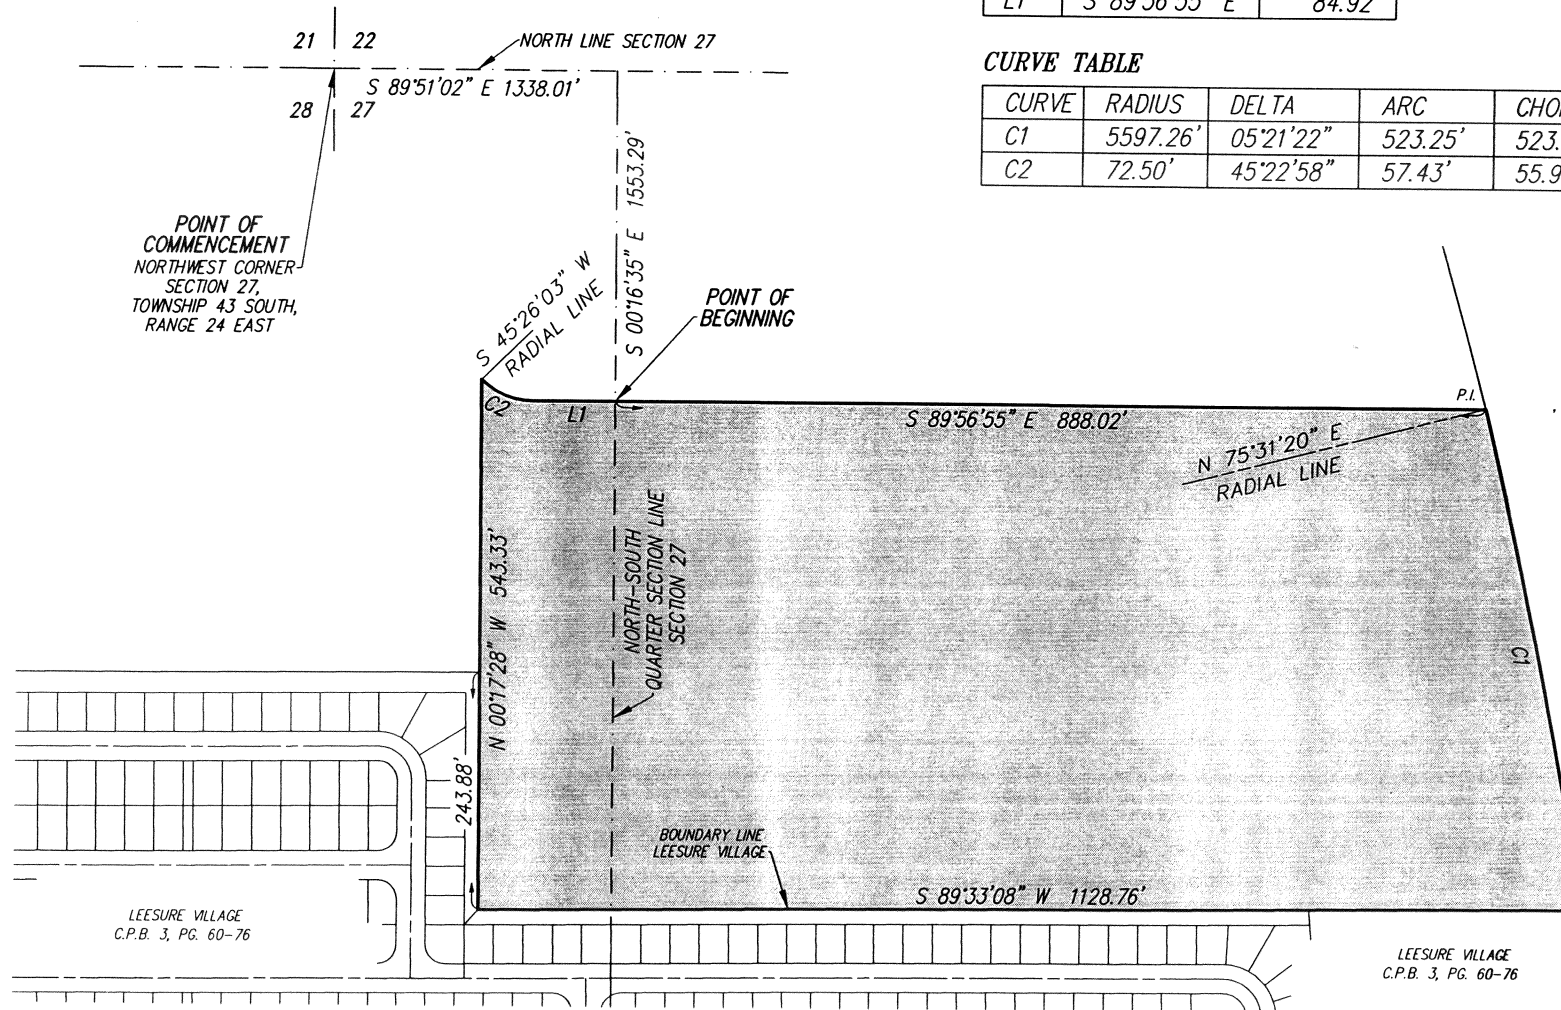 L1 S 89°56'55" E 84.92'
CURVE TABLE
CURVE RADIUS DELTA ARC
C1 5597.26' 05°21'22" 523.25' 523.
C2 72.50' 45°22'58" 57.43' 55.9
21 22
NORTH LINE SECTION 27
S 89°51'02" E 1338.01'
28 27
S 00°16'35" E 1553.29'
POINT OF
COMMENCEMENT
NORTHWEST CORNER
SECTION 27,
TOWNSHIP 43 SOUTH,
RANGE 24 EAST
S 45°26'03" W
RADIAL LINE
POINT OF
BEGINNING
P.I.
C2
L1
S 89°56'55" E 888.02'
N 75°31'20" E
RADIAL LINE
N 00°17'28" W 543.33'
NORTH-SOUTH
QUARTER SECTION LINE
SECTION 27
C1
243.88'
BOUNDARY LINE
LEESURE VILLAGE
S 89°33'08" W 1128.76'
LEESURE VILLAGE
C.P.B. 3, PG. 60-76
LEESURE VILLAGE
C.P.B. 3, PG. 60-76